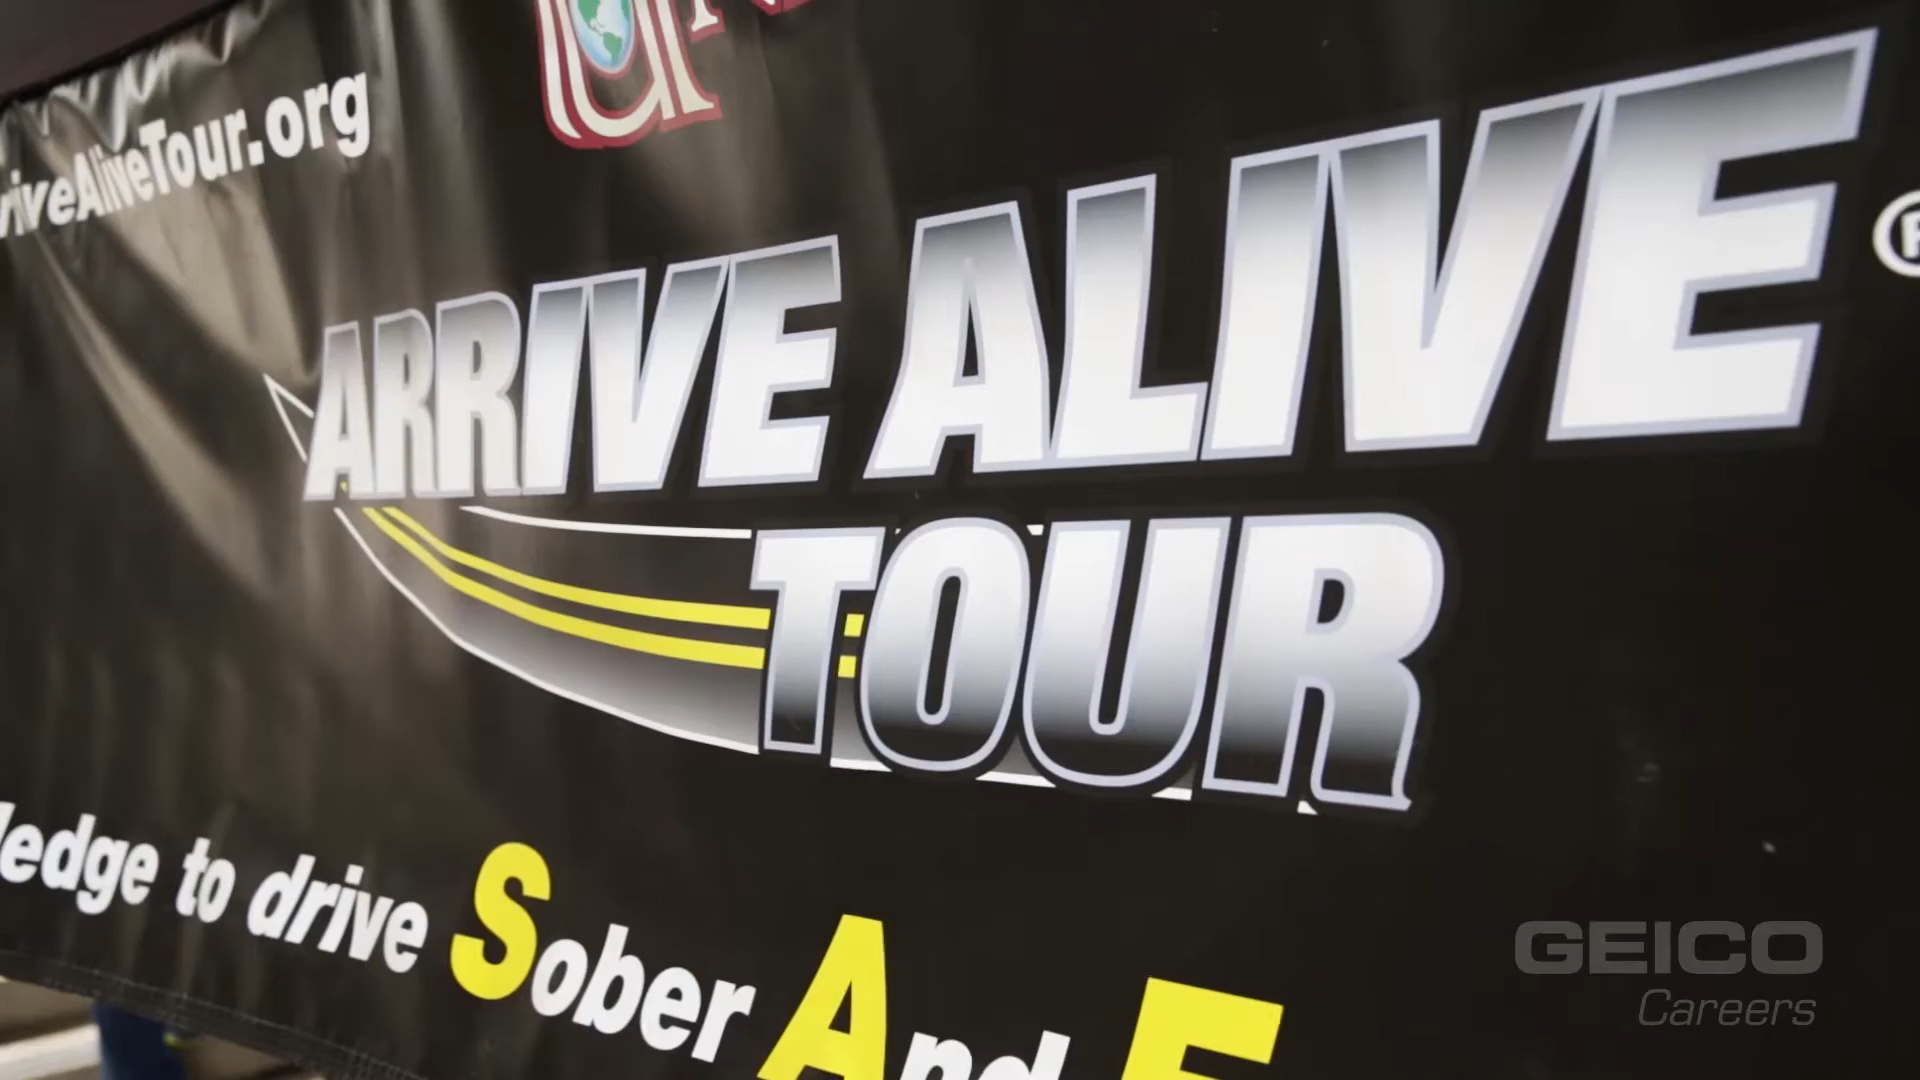 riveAliveTour.org
ARRIVE ALIVE ®
TOUR
ledge to drive Sober And
GEICO
Careers